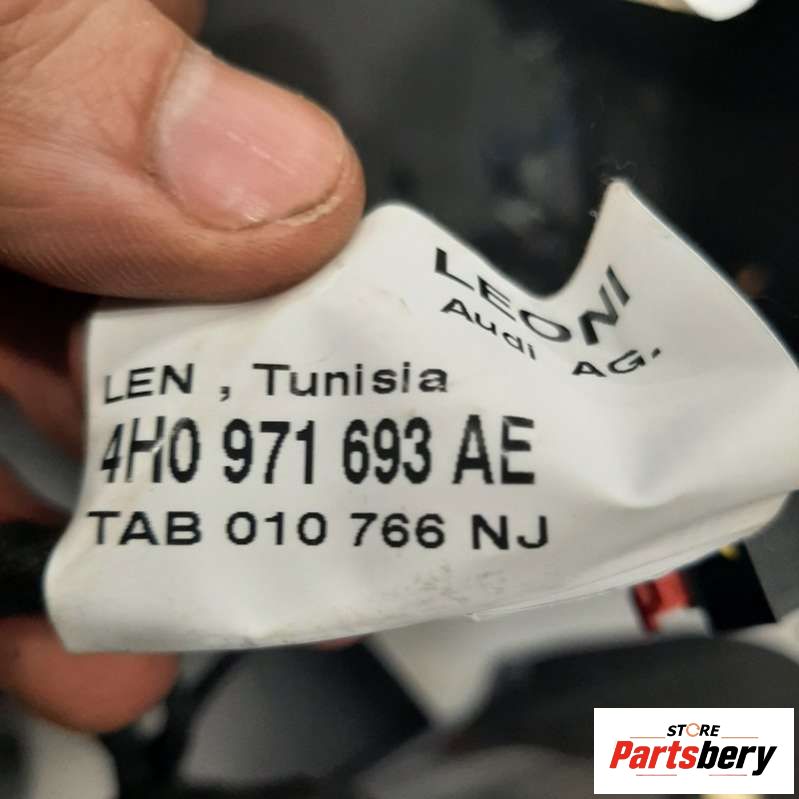 LEONI
Audi AG.
LEN , Tunisia
4H0 971 693 AE
TAB 010 766 NJ
STORE
Partsbery